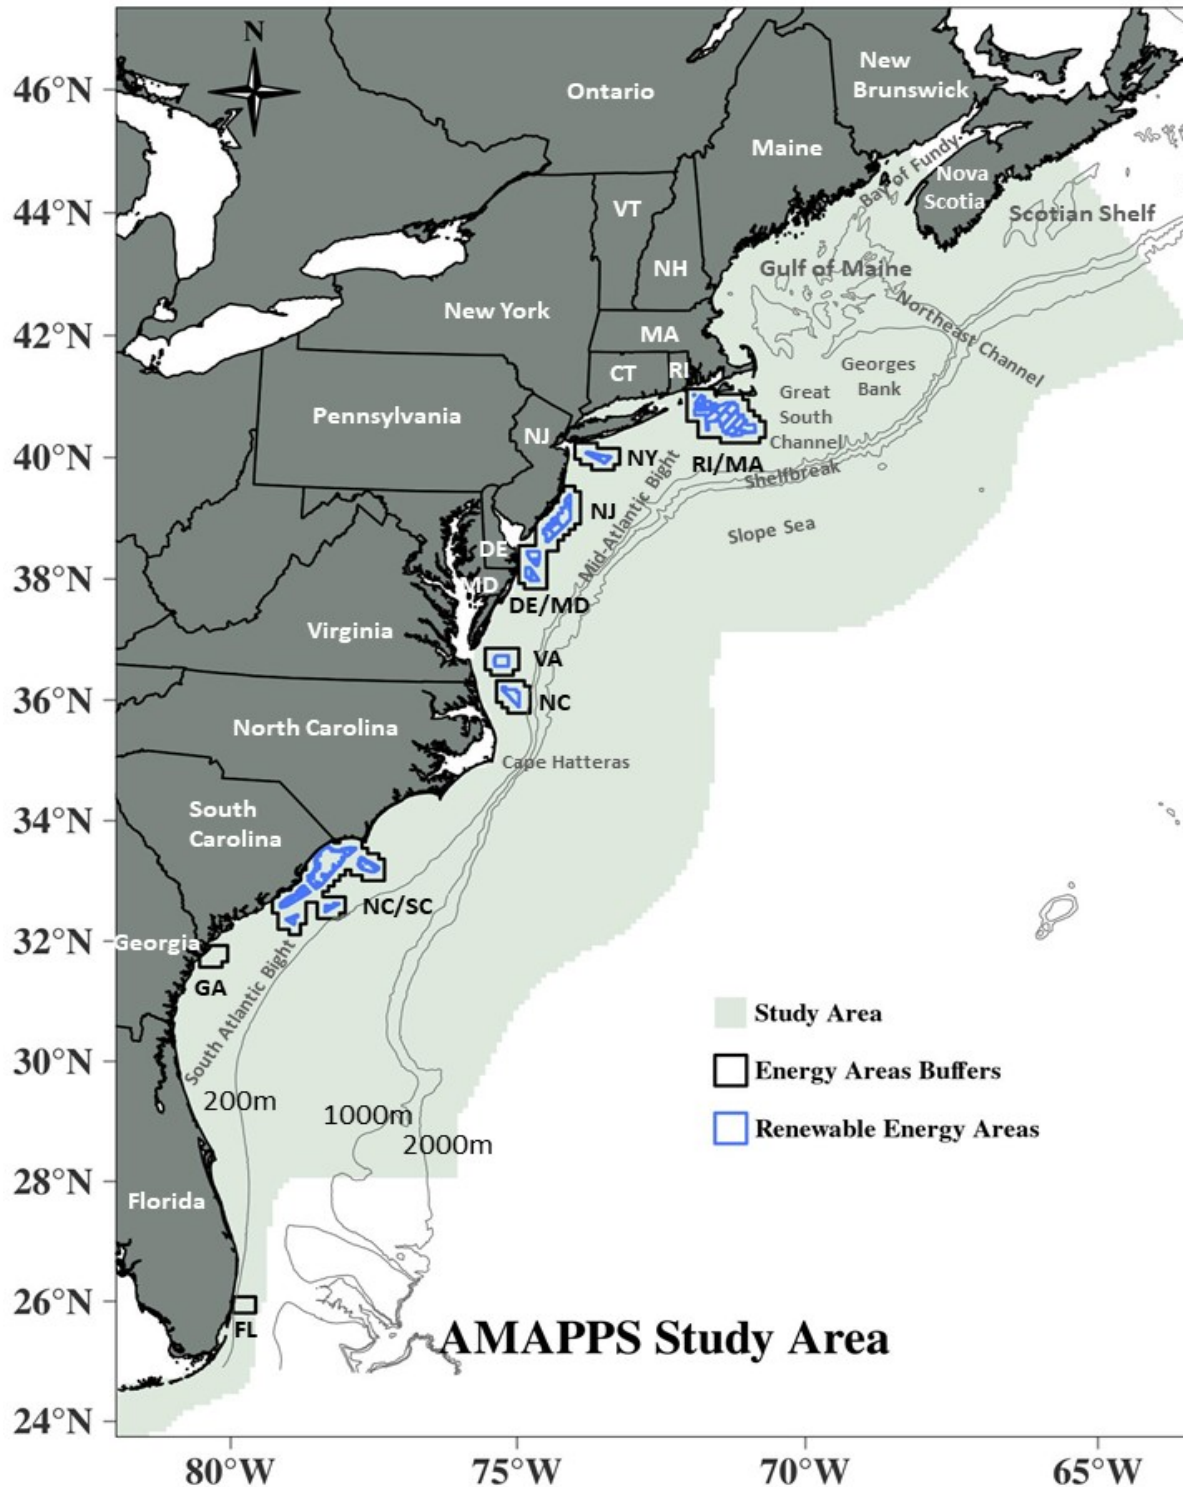 N
46°N
44°N
42°N
40°N
38°N
36°N
34°N
32°N
30°N
28°N
26°N
24°N
80°W
75°W
70°W
65°W
Ontario
New
Brunswick
Maine
Bay of Fundy
Nova
Scotia
Scotian Shelf
VT
NH
Gulf of Maine
New York
MA
Northeast Channel
CT
RI
Georges
Bank
Great
South
Channel
Pennsylvania
NJ
NY
RI/MA
Shelfbreak
Mid-Atlantic Bight
NJ
Slope Sea
DE
MD
DE/MD
Virginia
VA
NC
North Carolina
Cape Hatteras
South
Carolina
NC/SC
Georgia
GA
South Atlantic Bight
Study Area
Energy Areas Buffers
Renewable Energy Areas
200m
1000m
2000m
Florida
FL
AMAPPS Study Area